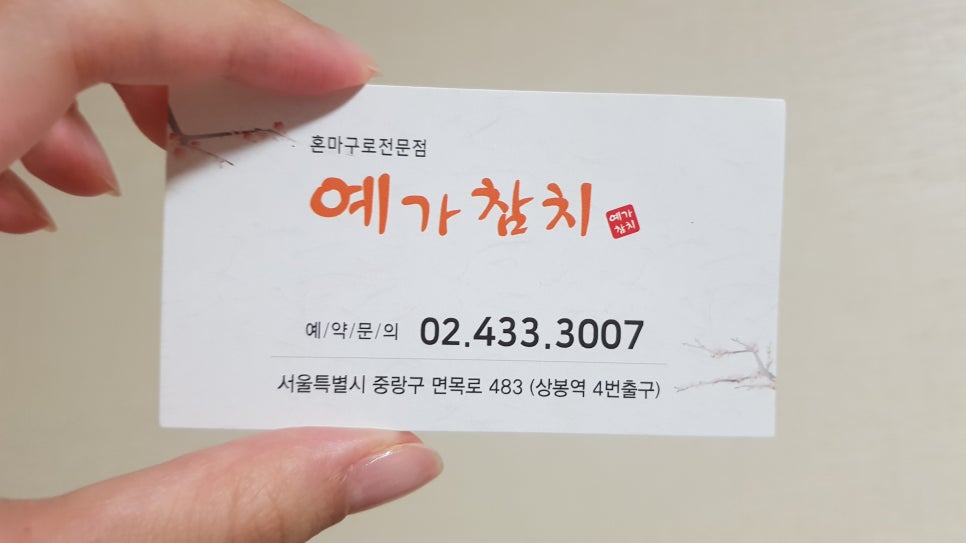 혼마구로전문점
예가참치
예가
참치
예/약/문/의 02.433.3007
서울특별시 중랑구 면목로 483 (상봉역 4번출구)